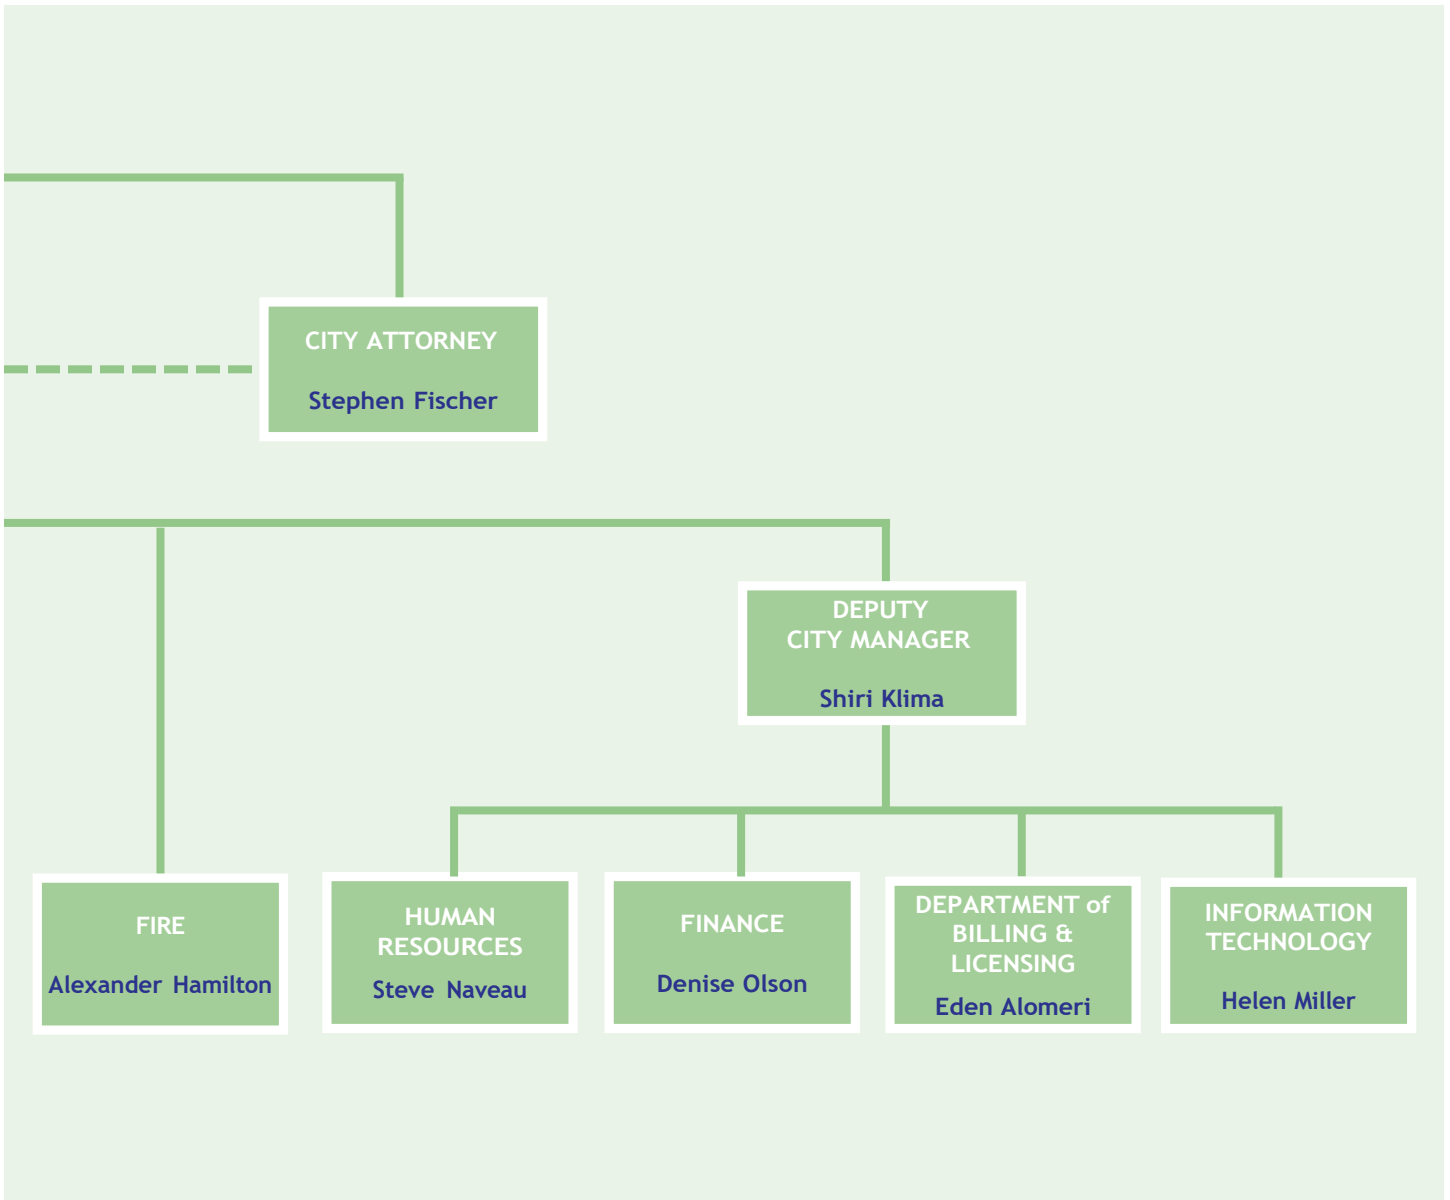 CITY ATTORNEY
Stephen Fischer
DEPUTY
CITY MANAGER
Shiri Klima
FIRE
Alexander Hamilton
HUMAN
RESOURCES
Steve Naveau
FINANCE
Denise Olson
DEPARTMENT of
BILLING &
LICENSING
Eden Alomeri
INFORMATION
TECHNOLOGY
Helen Miller